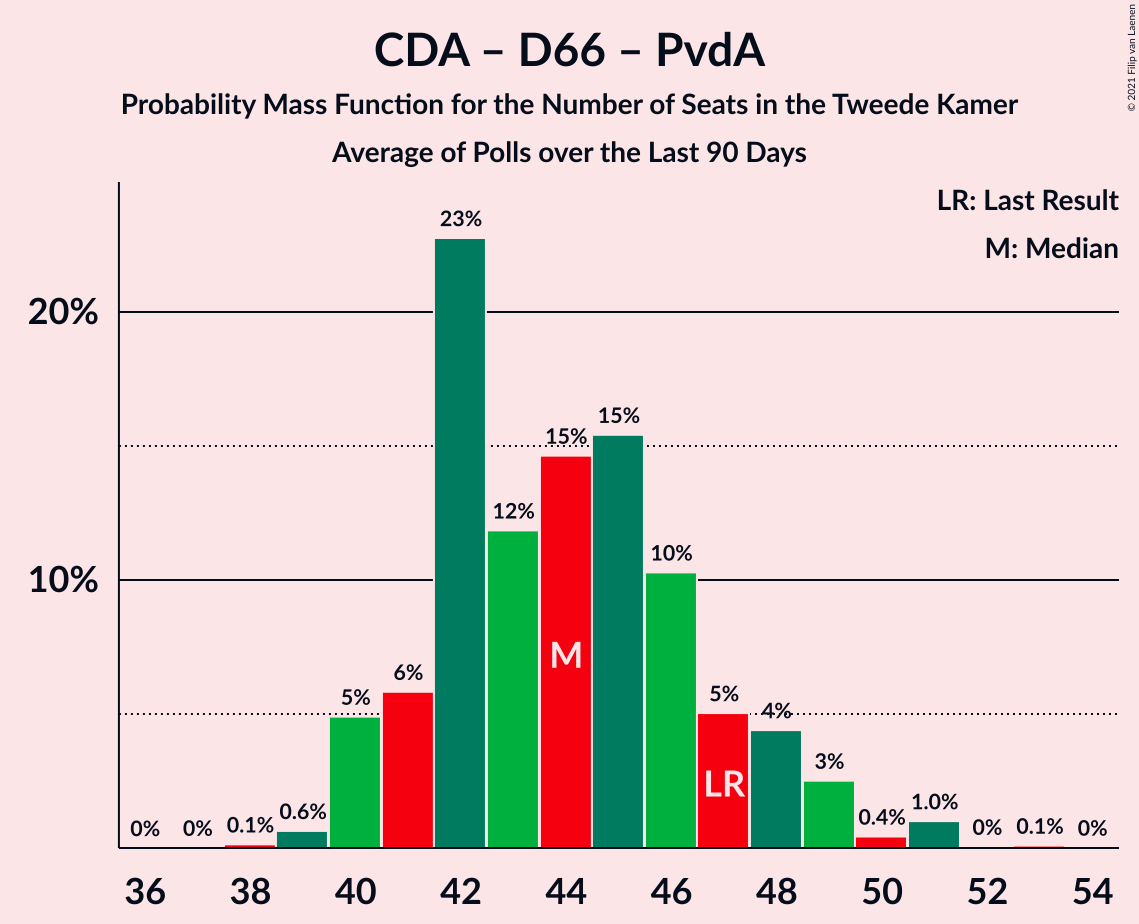 CDA – D66 – PvdA
Probability Mass Function for the Number of Seats in the Tweede Kamer
Average of Polls over the Last 90 Days
© 2021 Filip van Laenen
LR: Last Result
M: Median
20%
10%
0%
0%
0.1%
0.6%
5%
6%
23%
12%
15%
15%
10%
5%
4%
3%
0.4%
1.0%
0%
0.1%
0%
M
LR
36 38 40 42 44 46 48 50 52 54